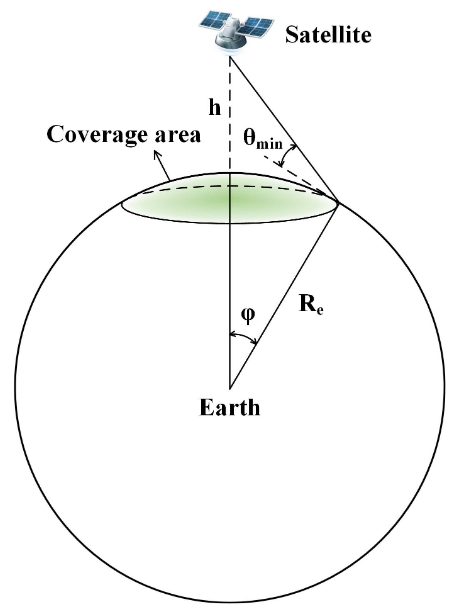 Satellite
h
Coverage area
θmin
Re
φ
Earth